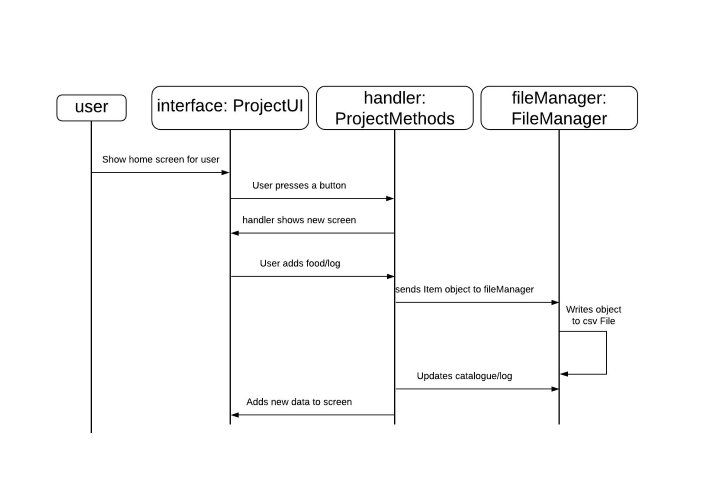 user
interface: ProjectUI
handler:
ProjectMethods
fileManager:
FileManager
Show home screen for user
User presses a button
handler shows new screen
User adds food/log
sends Item object to fileManager
Writes object
to csv File
Updates catalogue/log
Adds new data to screen